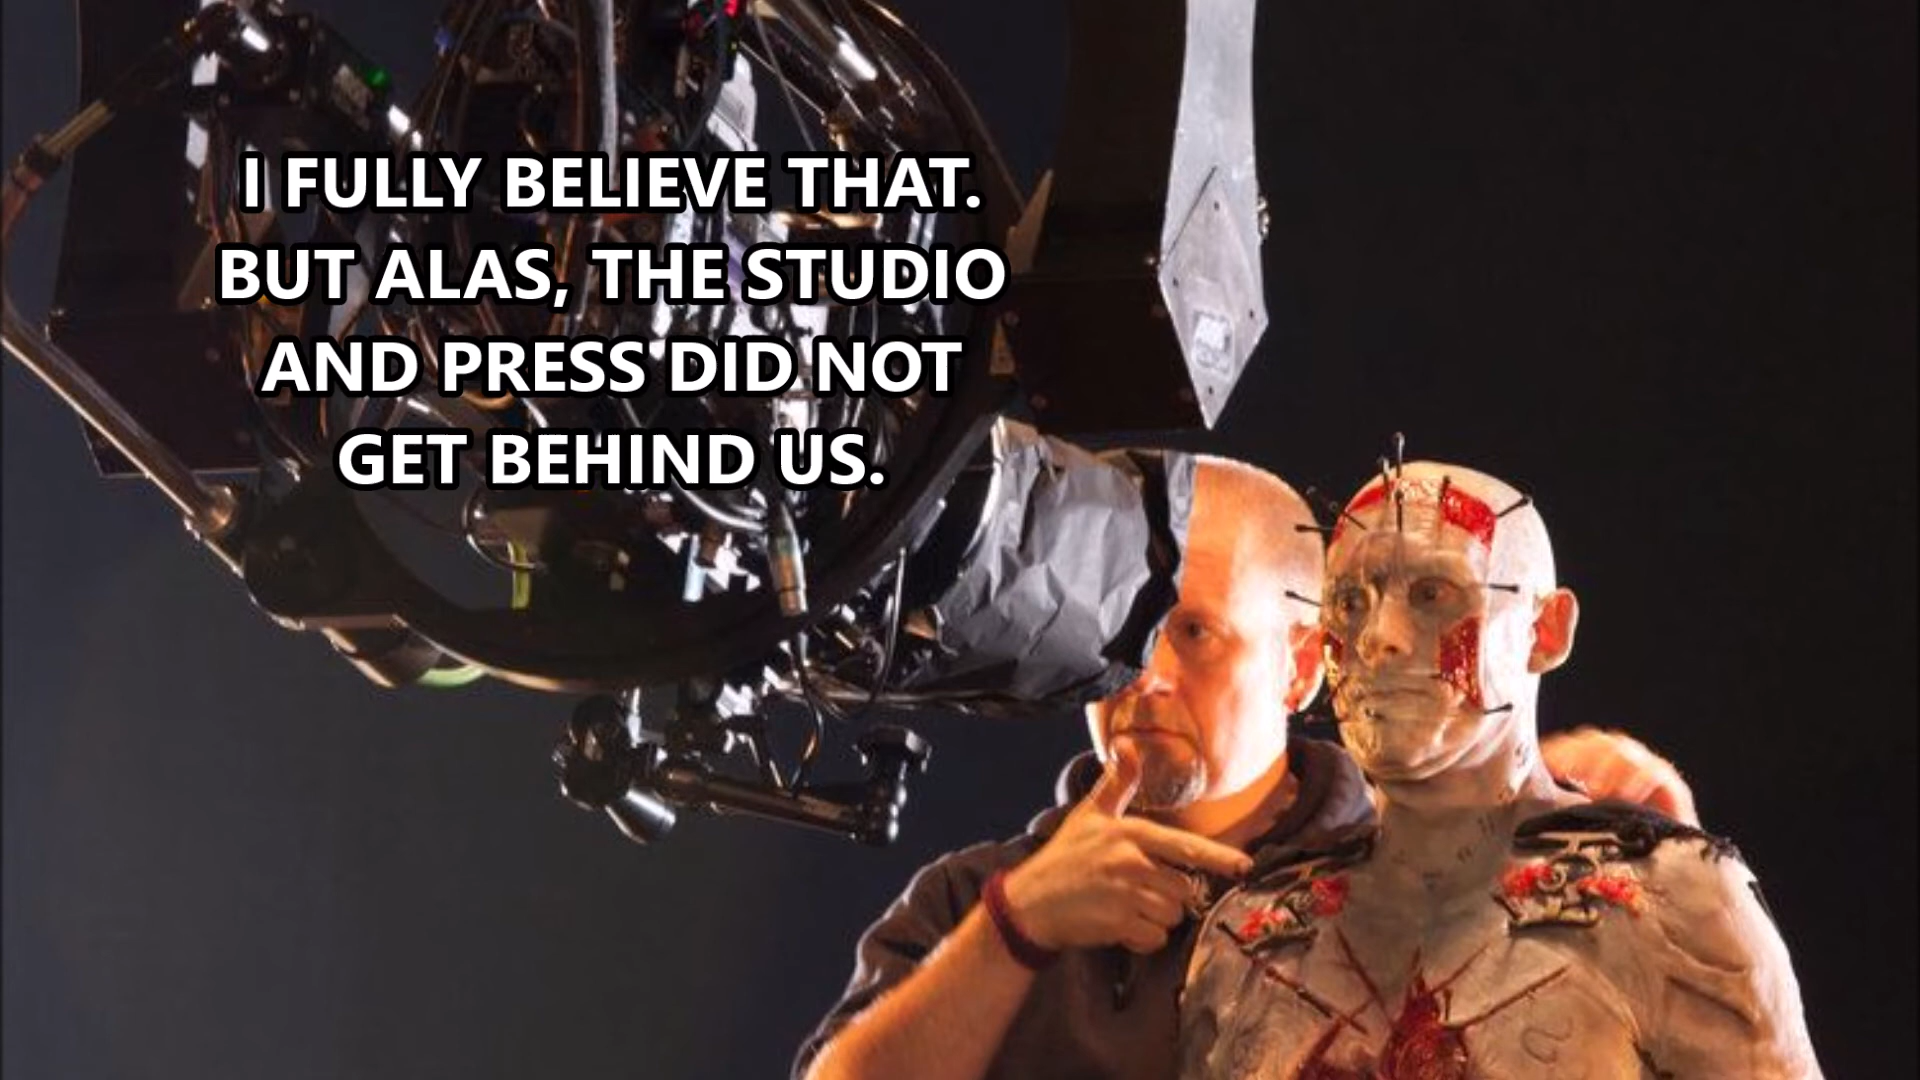 I FULLY BELIEVE THAT.
BUT ALAS, THE STUDIO
AND PRESS DID NOT
GET BEHIND US.